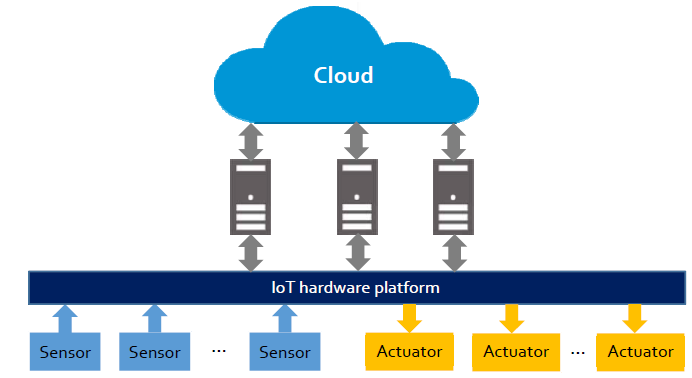 Cloud
IoT hardware platform
Sensor Sensor ... Sensor Actuator Actuator ... Actuator